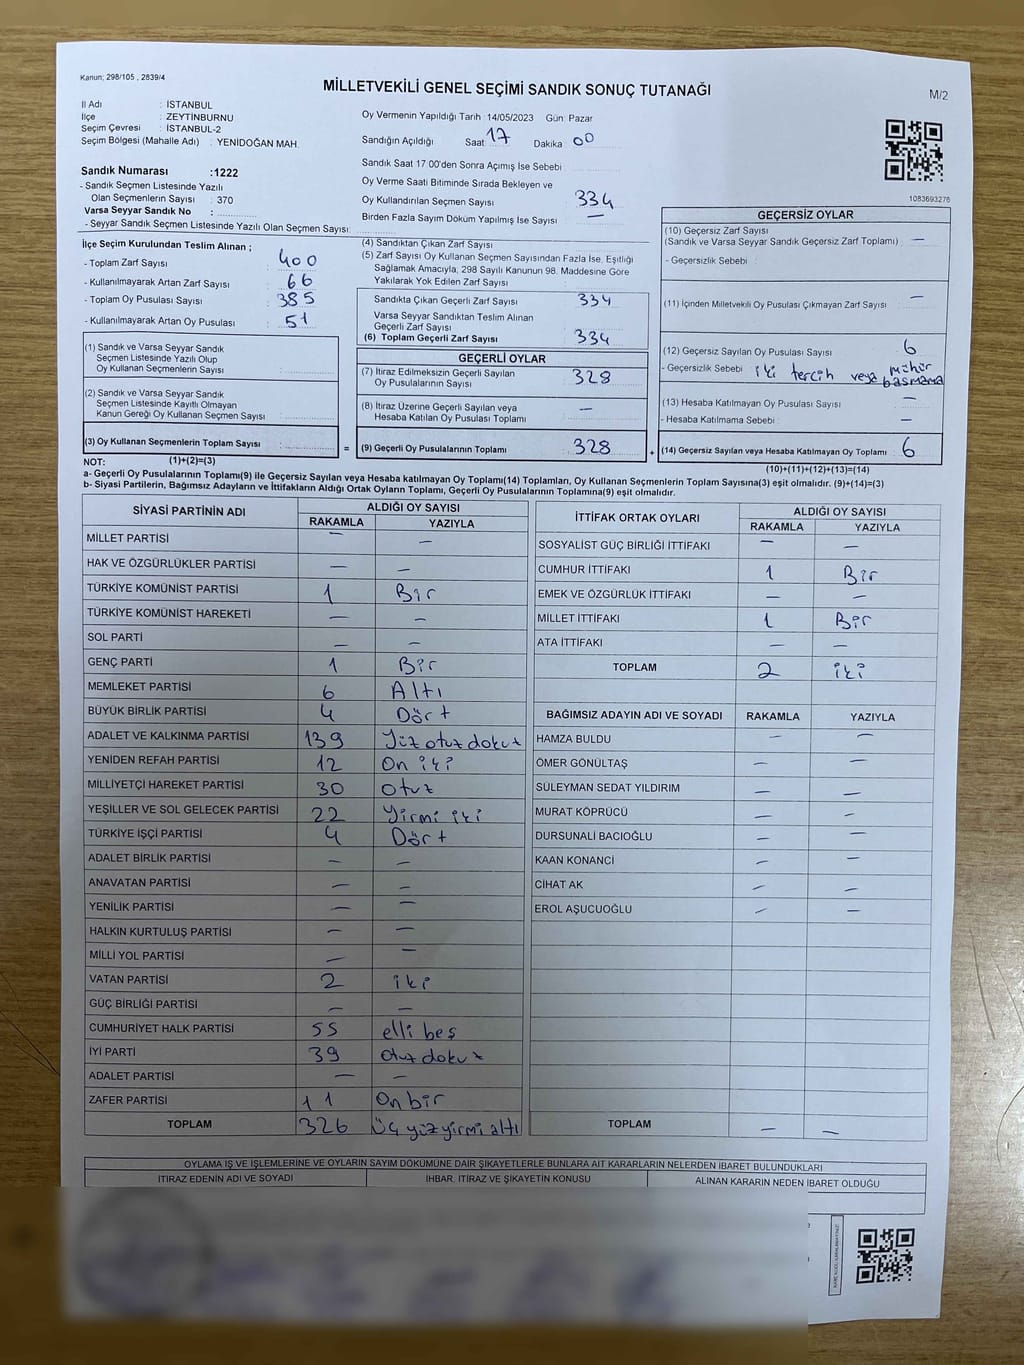 Kanun; 298/105 , 2839/4
MİLLETVEKİLİ GENEL SEÇİMİ SANDIK SONUÇ TUTANAĞI
M/2
İl Adı : İSTANBUL
İlçe : ZEYTİNBURNU
Seçim Çevresi : İSTANBUL-2
Seçim Bölgesi (Mahalle Adı) : YENİDOĞAN MAH.
Oy Vermenin Yapıldığı Tarih 14/05/2023 Gün: Pazar
Sandığın Açıldığı Saat: 17 Dakika 00
Sandık Saat 17:00'den Sonra Açılmış İse Sebebi
Sandık Numarası :1222
- Sandık Seçmen Listesinde Yazılı
Olan Seçmenlerin Sayısı : 370
Varsa Seyyar Sandık No :
- Seyyar Sandık Seçmen Listesinde Yazılı Olan Seçmen Sayısı:
Oy Verme Saati Bitiminde Sırada Bekleyen ve
Oy Kullandırılan Seçmen Sayısı : 334
Birden Fazla Sayım Döküm Yapılmış İse Sayısı : —
1083693276
İlçe Seçim Kurulundan Teslim Alınan ;
- Toplam Zarf Sayısı : 400
- Kullanılmayarak Artan Zarf Sayısı : 66
- Toplam Oy Pusulası Sayısı : 385
- Kullanılmayarak Artan Oy Pusulası : 51
(4) Sandıktan Çıkan Zarf Sayısı :
(5) Zarf Sayısı Oy Kullanan Seçmen Sayısından Fazla İse, Eşitliği
Sağlamak Amacıyla, 298 Sayılı Kanunun 98. Maddesine Göre
Yakılarak Yok Edilen Zarf Sayısı :
Sandıkta Çıkan Geçerli Zarf Sayısı : 334
Varsa Seyyar Sandıktan Teslim Alınan
Geçerli Zarf Sayısı :
(6) Toplam Geçerli Zarf Sayısı : 334
GEÇERSİZ OYLAR
(10) Geçersiz Zarf Sayısı
(Sandık ve Varsa Seyyar Sandık Geçersiz Zarf Toplamı) : —
- Geçersizlik Sebebi :
(11) İçinden Milletvekili Oy Pusulası Çıkmayan Zarf Sayısı : —
(12) Geçersiz Sayılan Oy Pusulası Sayısı : 6
- Geçersizlik Sebebi : iki tercih veya mühür
basmama
(13) Hesaba Katılmayan Oy Pusulası Sayısı : —
- Hesaba Katılmama Sebebi : —
(14) Geçersiz Sayılan veya Hesaba Katılmayan Oy Toplamı : 6
(10)+(11)+(12)+(13)=(14)
(1) Sandık ve Varsa Seyyar Sandık
Seçmen Listesinde Yazılı Olup
Oy Kullanan Seçmenlerin Sayısı :
(2) Sandık ve Varsa Seyyar Sandık
Seçmen Listesinde Kayıtlı Olmayan
Kanun Gereği Oy Kullanan Seçmen Sayısı :
(3) Oy Kullanan Seçmenlerin Toplam Sayısı : =
(1)+(2)=(3)
GEÇERLİ OYLAR
(7) İtiraz Edilmeksizin Geçerli Sayılan
Oy Pusulalarının Sayısı : 328
(8) İtiraz Üzerine Geçerli Sayılan veya
Hesaba Katılan Oy Pusulaları Toplamı : —
(9) Geçerli Oy Pusulalarının Toplamı : 328 +
NOT:
a- Geçerli Oy Pusulalarının Toplamı(9) ile Geçersiz Sayılan veya Hesaba katılmayan Oy Toplamı(14) Toplamları, Oy Kullanan Seçmenlerin Toplam Sayısına(3) eşit olmalıdır. (9)+(14)=(3)
b- Siyasi Partilerin, Bağımsız Adayların ve İttifakların Aldığı Ortak Oyların Toplamı, Geçerli Oy Pusulalarının Toplamına(9) eşit olmalıdır.
SİYASİ PARTİNİN ADI ALDIĞI OY SAYISI
RAKAMLA YAZIYLA
MİLLET PARTİSİ — —
HAK VE ÖZGÜRLÜKLER PARTİSİ — —
TÜRKİYE KOMÜNİST PARTİSİ 1 Bir
TÜRKİYE KOMÜNİST HAREKETİ — —
SOL PARTİ — —
GENÇ PARTİ 1 Bir
MEMLEKET PARTİSİ 6 Altı
BÜYÜK BİRLİK PARTİSİ 4 Dört
ADALET VE KALKINMA PARTİSİ 139 Yüz otuz dokuz
YENİDEN REFAH PARTİSİ 12 On iki
MİLLİYETÇİ HAREKET PARTİSİ 30 Otuz
YEŞİLLER VE SOL GELECEK PARTİSİ 22 Yirmi iki
TÜRKİYE İŞÇİ PARTİSİ 4 Dört
ADALET BİRLİK PARTİSİ — —
ANAVATAN PARTİSİ — —
YENİLİK PARTİSİ — —
HALKIN KURTULUŞ PARTİSİ — —
MİLLİ YOL PARTİSİ — —
VATAN PARTİSİ 2 iki
GÜÇ BİRLİĞİ PARTİSİ — —
CUMHURİYET HALK PARTİSİ 55 elli beş
İYİ PARTİ 39 Otuz dokuz
ADALET PARTİSİ — —
ZAFER PARTİSİ 11 On bir
TOPLAM 326 Üç yüz yirmi altı
İTTİFAK ORTAK OYLARI ALDIĞI OY SAYISI
RAKAMLA YAZIYLA
SOSYALİST GÜÇ BİRLİĞİ İTTİFAKI — —
CUMHUR İTTİFAKI 1 Bir
EMEK VE ÖZGÜRLÜK İTTİFAKI — —
MİLLET İTTİFAKI 1 Bir
ATA İTTİFAKI — —
TOPLAM 2 iki
BAĞIMSIZ ADAYIN ADI VE SOYADI RAKAMLA YAZIYLA
HAMZA BULDU — —
ÖMER GÖNÜLTAŞ — —
SÜLEYMAN SEDAT YILDIRIM — —
MURAT KÖPRÜCÜ — —
DURSUNALİ BACIOĞLU — —
KAAN KONANCİ — —
CİHAT AK — —
EROL AŞUCUOĞLU — —
TOPLAM — —
OYLAMA İŞ VE İŞLEMLERİNE VE OYLARIN SAYIM DÖKÜMÜNE DAİR ŞİKAYETLERLE BUNLARA AİT KARARLARIN NELERDEN İBARET BULUNDUKLARI
İTİRAZ EDENİN ADI VE SOYADI İHBAR, İTİRAZ VE ŞİKAYETİN KONUSU ALINAN KARARIN NEDEN İBARET OLDUĞU